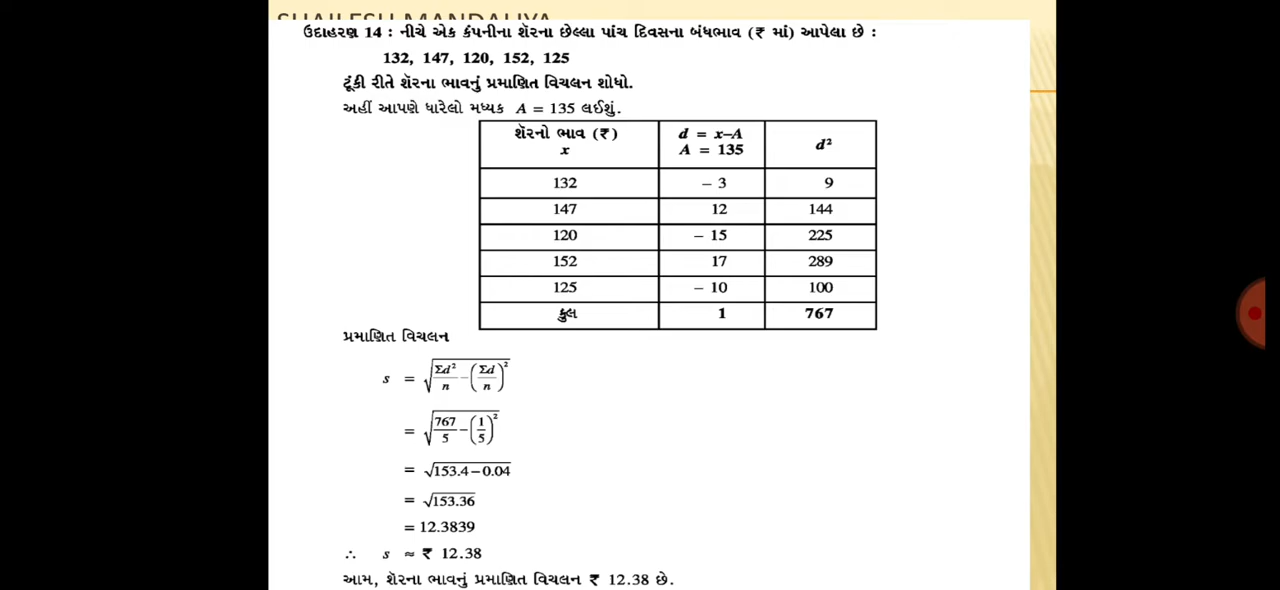 SHAILESH MANDALIYA
ઉદાહરણ 14 : નીચે એક કંપનીના શૅરના છેલ્લા પાંચ દિવસના બંધભાવ (₹ માં) આપેલા છે :
132, 147, 120, 152, 125
ટૂંકી રીતે શૅરના ભાવનું પ્રમાણિત વિચલન શોધો.
અહીં આપણે ધારેલો મધ્યક A = 135 લઈશું.
શૅરનો ભાવ (₹) x | d = x–A A = 135 | d²
132 | – 3 | 9
147 | 12 | 144
120 | – 15 | 225
152 | 17 | 289
125 | – 10 | 100
કુલ | 1 | 767
પ્રમાણિત વિચલન
s = √(Σd²/n − (Σd/n)²)
= √(767/5 − (1/5)²)
= √153.4 − 0.04
= √153.36
= 12.3839
∴ s ≈ ₹ 12.38
આમ, શૅરના ભાવનું પ્રમાણિત વિચલન ₹ 12.38 છે.